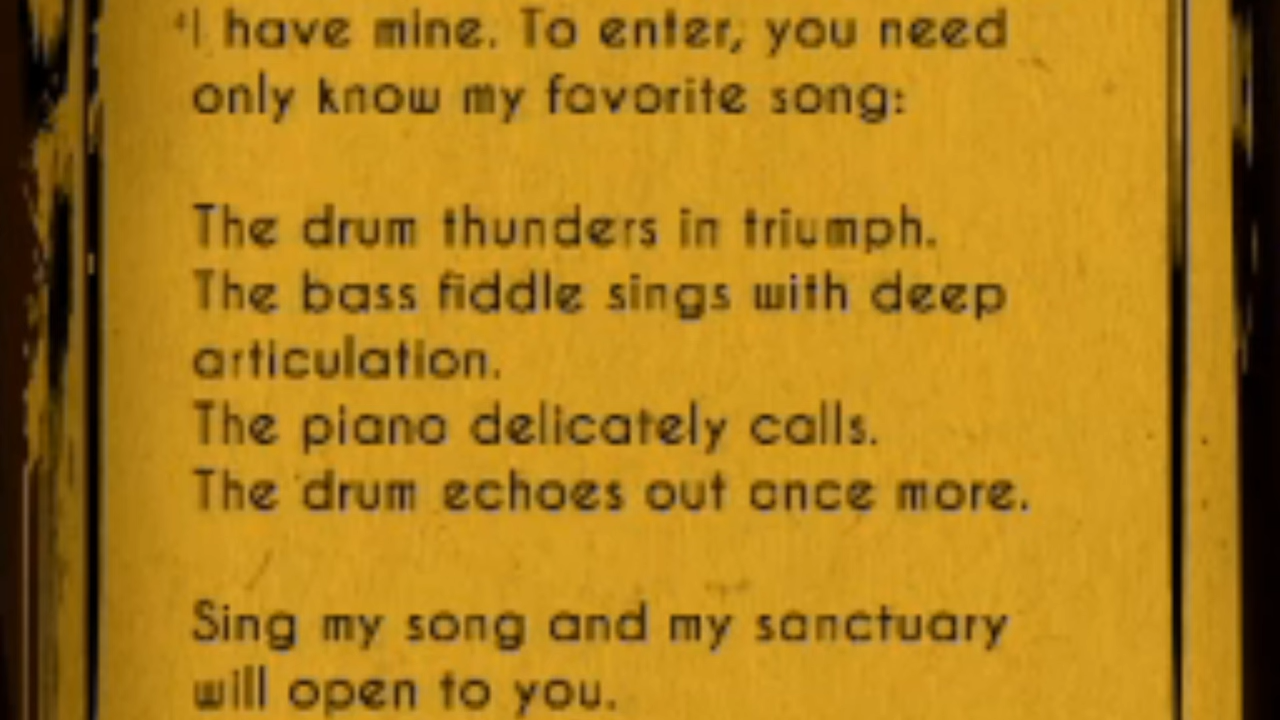 I have mine. To enter, you need
only know my favorite song:
The drum thunders in triumph.
The bass fiddle sings with deep
articulation.
The piano delicately calls.
The drum echoes out once more.
Sing my song and my sanctuary
will open to you.